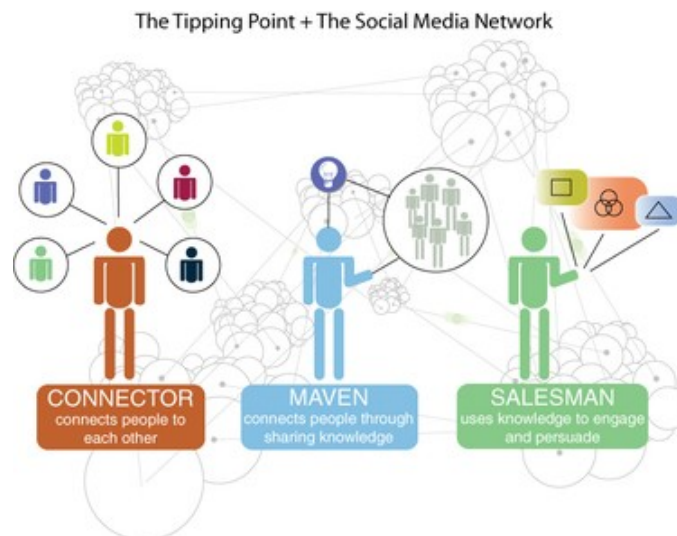 The Tipping Point + The Social Media Network
CONNECTOR
connects people to
each other
MAVEN
connects people through
sharing knowledge
SALESMAN
uses knowledge to engage
and persuade